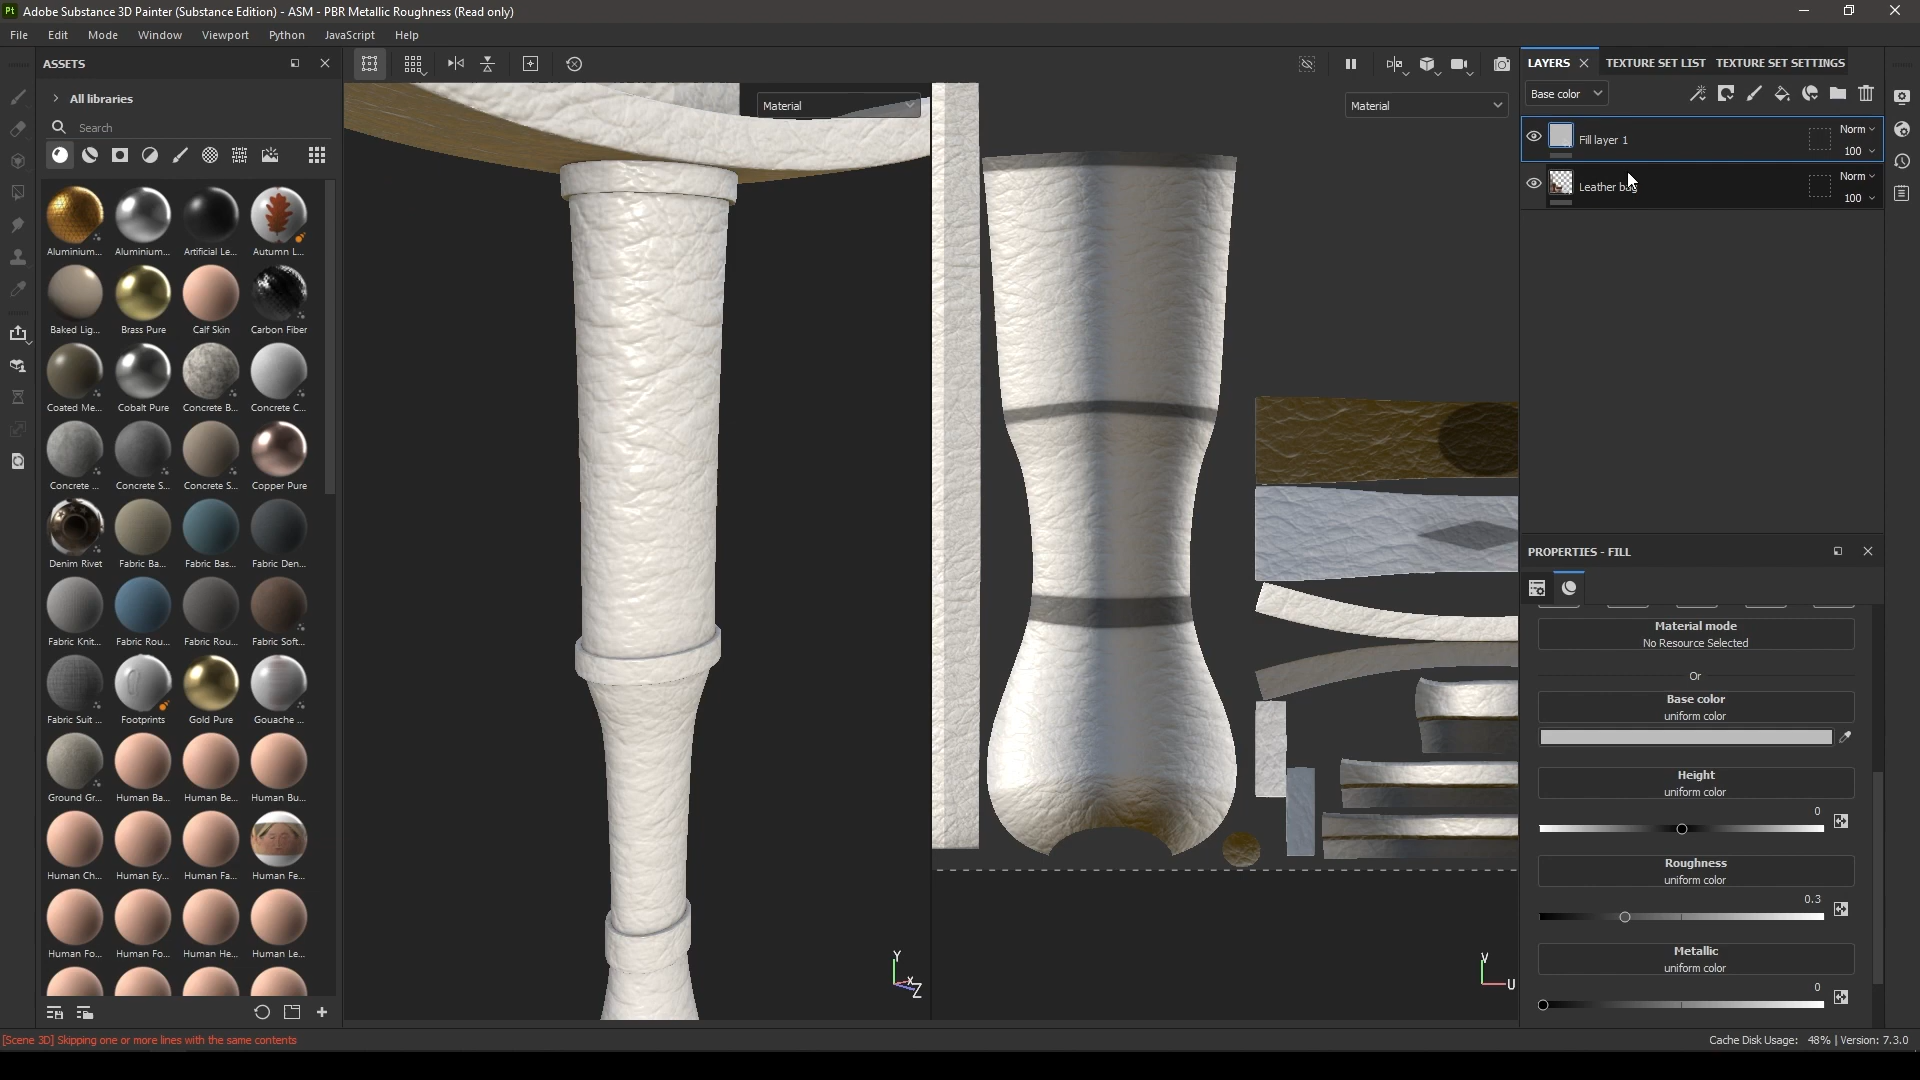 Pt Adobe Substance 3D Painter (Substance Edition) - ASM - PBR Metallic Roughness (Read only)
File Edit Mode Window Viewport Python JavaScript Help
ASSETS
All libraries
Search
Aluminium... Aluminium... Artificial Le... Autumn L...
Baked Lig... Brass Pure Calf Skin Carbon Fiber
Coated Me... Cobalt Pure Concrete B... Concrete C...
Concrete ... Concrete S... Concrete S... Copper Pure
Denim Rivet Fabric Ba... Fabric Bas... Fabric Den...
Fabric Knit... Fabric Rou... Fabric Rou... Fabric Soft...
Fabric Suit ... Footprints Gold Pure Gouache ...
Ground Gr... Human Ba... Human Be... Human Bu...
Human Ch... Human Ey... Human Fa... Human Fe...
Human Fo... Human Fo... Human He... Human Le...
Material
Y
X
Z
Material
V
U
LAYERS TEXTURE SET LIST TEXTURE SET SETTINGS
Base color
Fill layer 1 Norm
100
Leather bag Norm
100
PROPERTIES - FILL
Material mode
No Resource Selected
Or
Base color
uniform color
Height
uniform color
0
Roughness
uniform color
0.3
Metallic
uniform color
0
[Scene 3D] Skipping one or more lines with the same contents
Cache Disk Usage: 48% | Version: 7.3.0